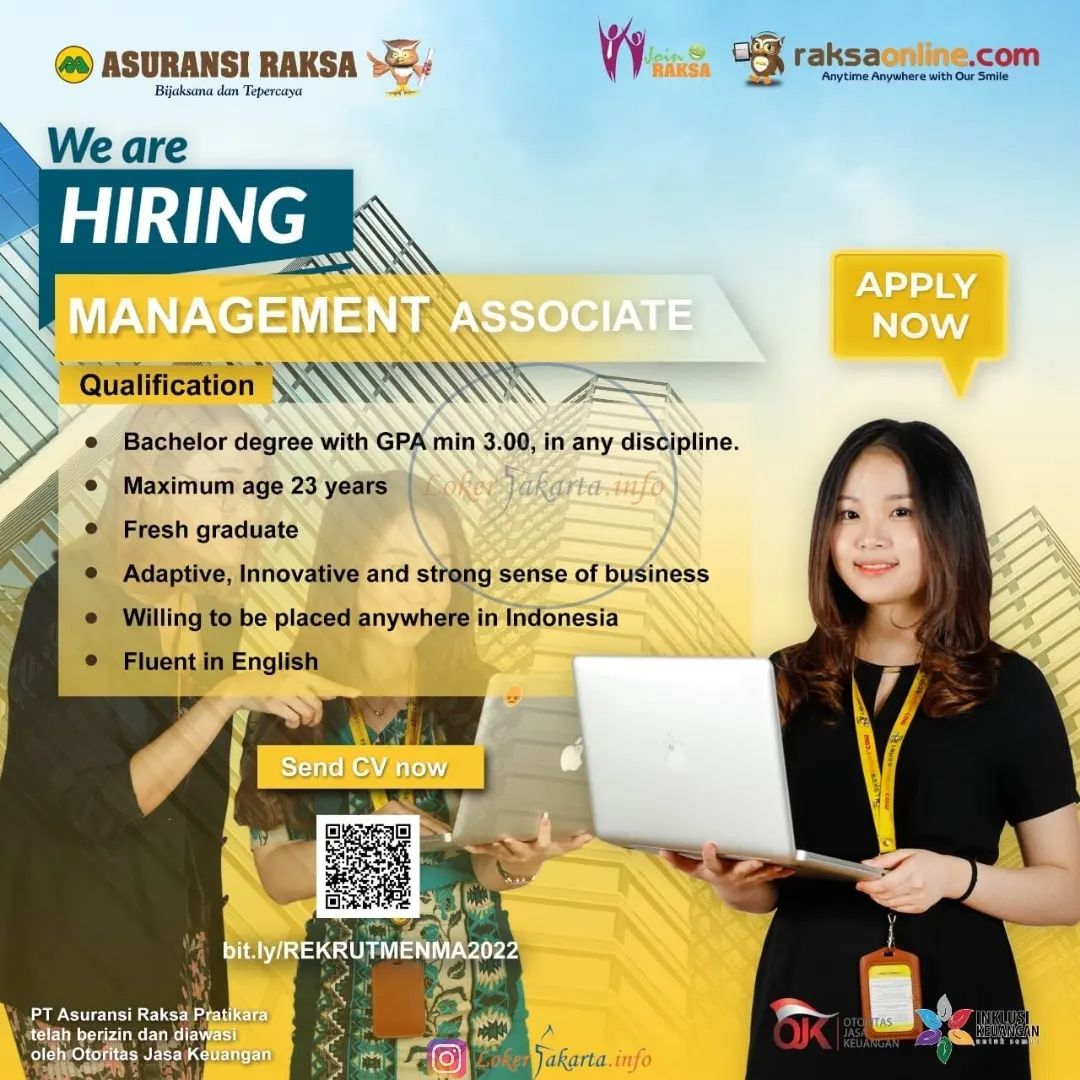 ASURANSI RAKSA
Bijaksana dan Tepercaya
Join
RAKSA
raksaonline.com
Anytime Anywhere with Our Smile
We are
HIRING
MANAGEMENT ASSOCIATE
APPLY
NOW
Qualification
• Bachelor degree with GPA min 3.00, in any discipline.
• Maximum age 23 years
• Fresh graduate
• Adaptive, Innovative and strong sense of business
• Willing to be placed anywhere in Indonesia
• Fluent in English
LokerJakarta.info
Send CV now
bit.ly/REKRUTMENMA2022
PT Asuransi Raksa Pratikara
telah berizin dan diawasi
oleh Otoritas Jasa Keuangan
LokerJakarta.info
OJK
OTORITAS
JASA
KEUANGAN
INKLUSI
KEUANGAN
untuk semua